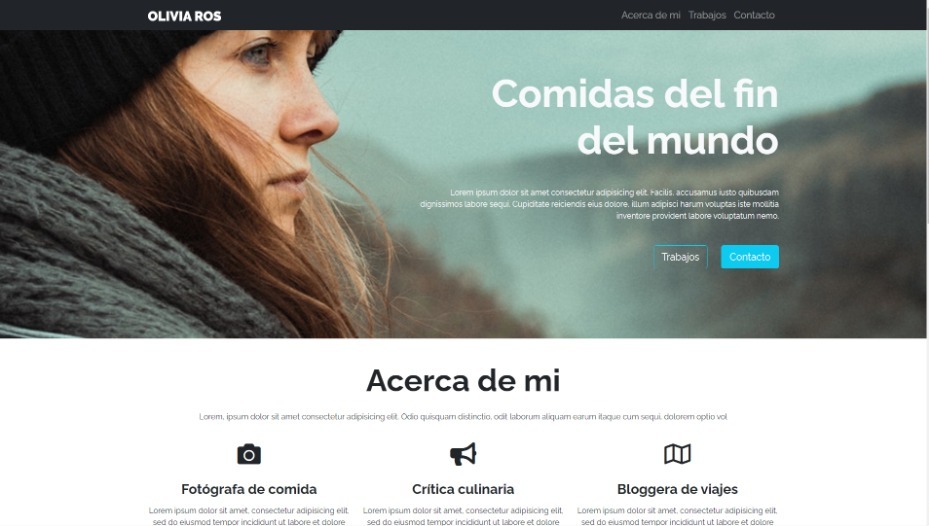 OLIVIA ROS
Acerca de mi Trabajos Contacto
Comidas del fin
del mundo
Lorem ipsum dolor sit amet consectetur adipisicing elit. Facilis, accusamus iusto quibusdam
dignissimos labore sequi. Cupiditate reiciendis eius dolore, illum adipisci harum voluptas iste mollitia
inventore provident labore voluptatum nemo.
Trabajos Contacto
Acerca de mi
Lorem, ipsum dolor sit amet consectetur adipisicing elit. Odio quisquam distinctio, odit laborum aliquam earum itaque cum sequi, dolorem optio vol
Fotógrafa de comida
Lorem ipsum dolor sit amet, consectetur adipisicing elit,
sed do eiusmod tempor incididunt ut labore et dolore
Crítica culinaria
Lorem ipsum dolor sit amet, consectetur adipisicing elit,
sed do eiusmod tempor incididunt ut labore et dolore
Bloggera de viajes
Lorem ipsum dolor sit amet, consectetur adipisicing elit,
sed do eiusmod tempor incididunt ut labore et dolore